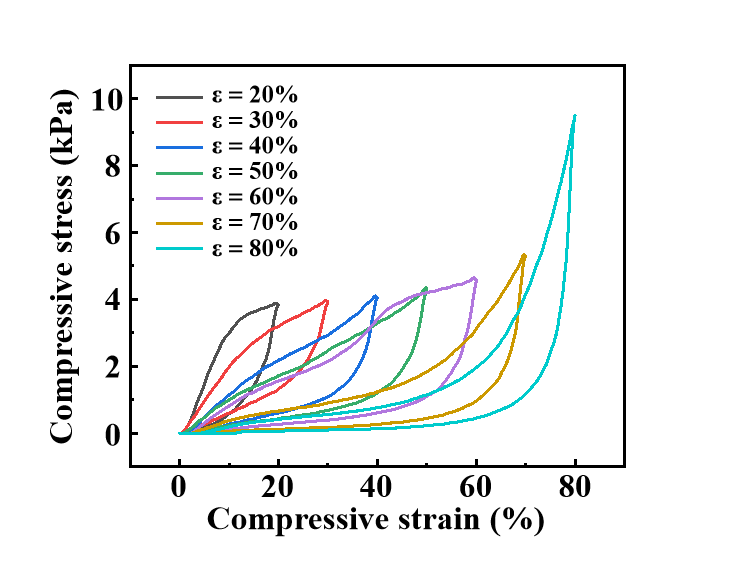 ε = 20%
ε = 30%
ε = 40%
ε = 50%
ε = 60%
ε = 70%
ε = 80%
Compressive stress (kPa)
10
8
6
4
2
0
0 20 40 60 80
Compressive strain (%)